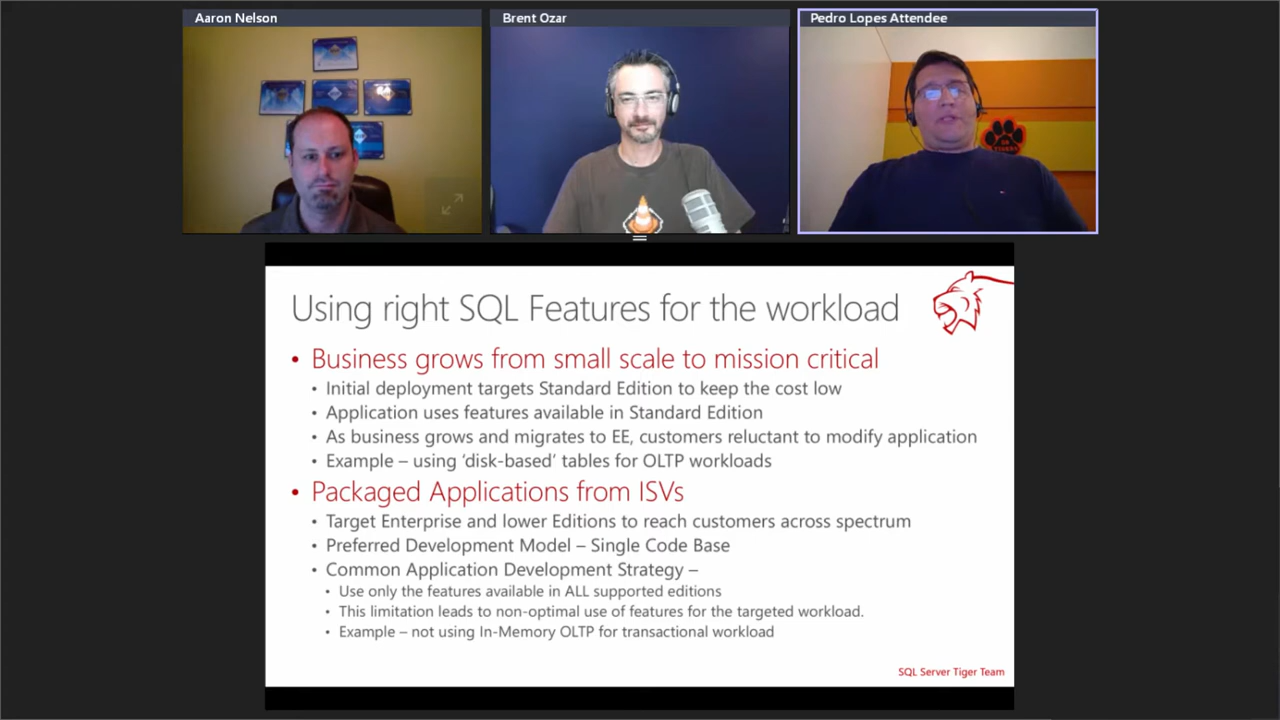 Aaron Nelson
Brent Ozar
Pedro Lopes Attendee
Using right SQL Features for the workload
• Business grows from small scale to mission critical
• Initial deployment targets Standard Edition to keep the cost low
• Application uses features available in Standard Edition
• As business grows and migrates to EE, customers reluctant to modify application
• Example – using ‘disk-based’ tables for OLTP workloads
• Packaged Applications from ISVs
• Target Enterprise and lower Editions to reach customers across spectrum
• Preferred Development Model – Single Code Base
• Common Application Development Strategy –
• Use only the features available in ALL supported editions
• This limitation leads to non-optimal use of features for the targeted workload.
• Example – not using In-Memory OLTP for transactional workload
SQL Server Tiger Team